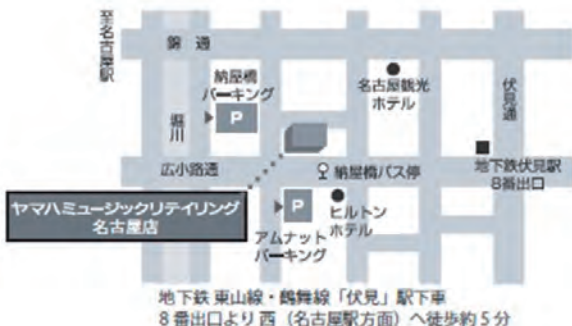 至名古屋駅
錦通
納屋橋
パーキング
P
堀川
名古屋観光
ホテル
伏見通
広小路通
納屋橋バス停
地下鉄伏見駅
8番出口
ヤマハミュージックリテイリング
名古屋店
P
ヒルトン
ホテル
アムナット
パーキング
地下鉄 東山線・鶴舞線「伏見」駅下車
8番出口より西（名古屋駅方面）へ徒歩約5分